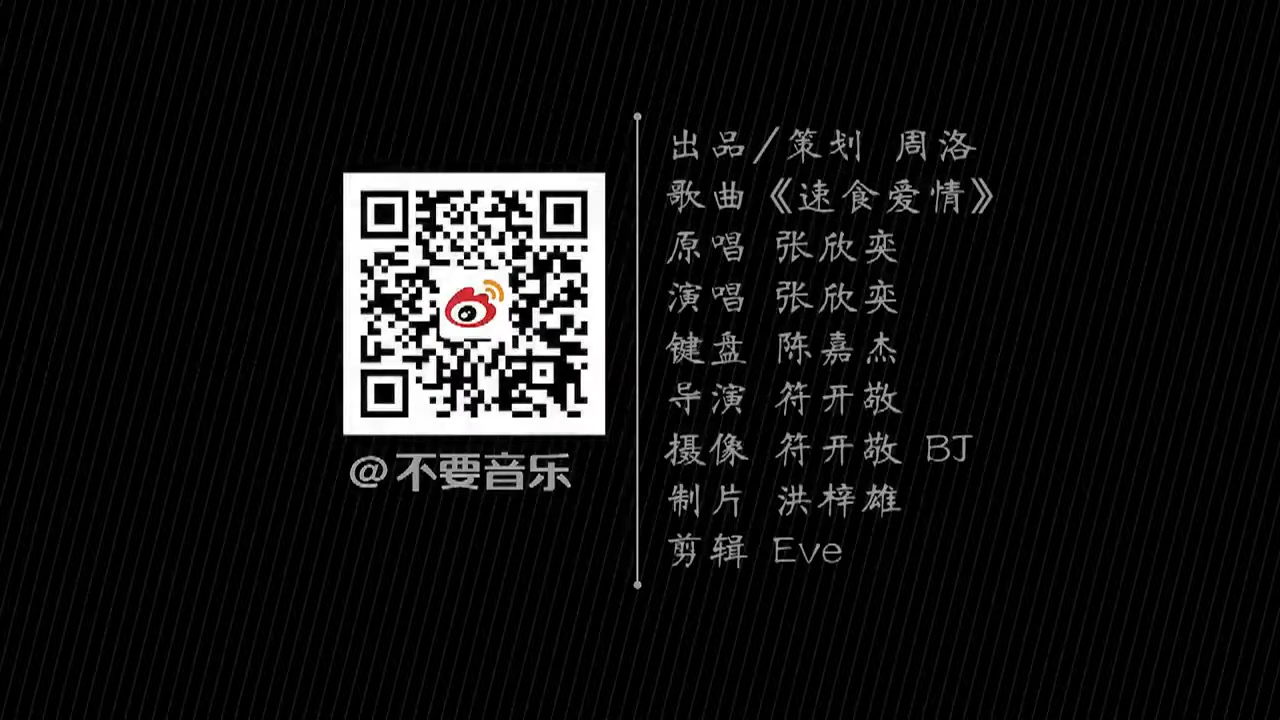 @不要音乐
出品/策划 周洛
歌曲《速食爱情》
原唱 张欣奕
演唱 张欣奕
键盘 陈嘉杰
导演 符开敬
摄像 符开敬 BJ
制片 洪梓雄
剪辑 Eve